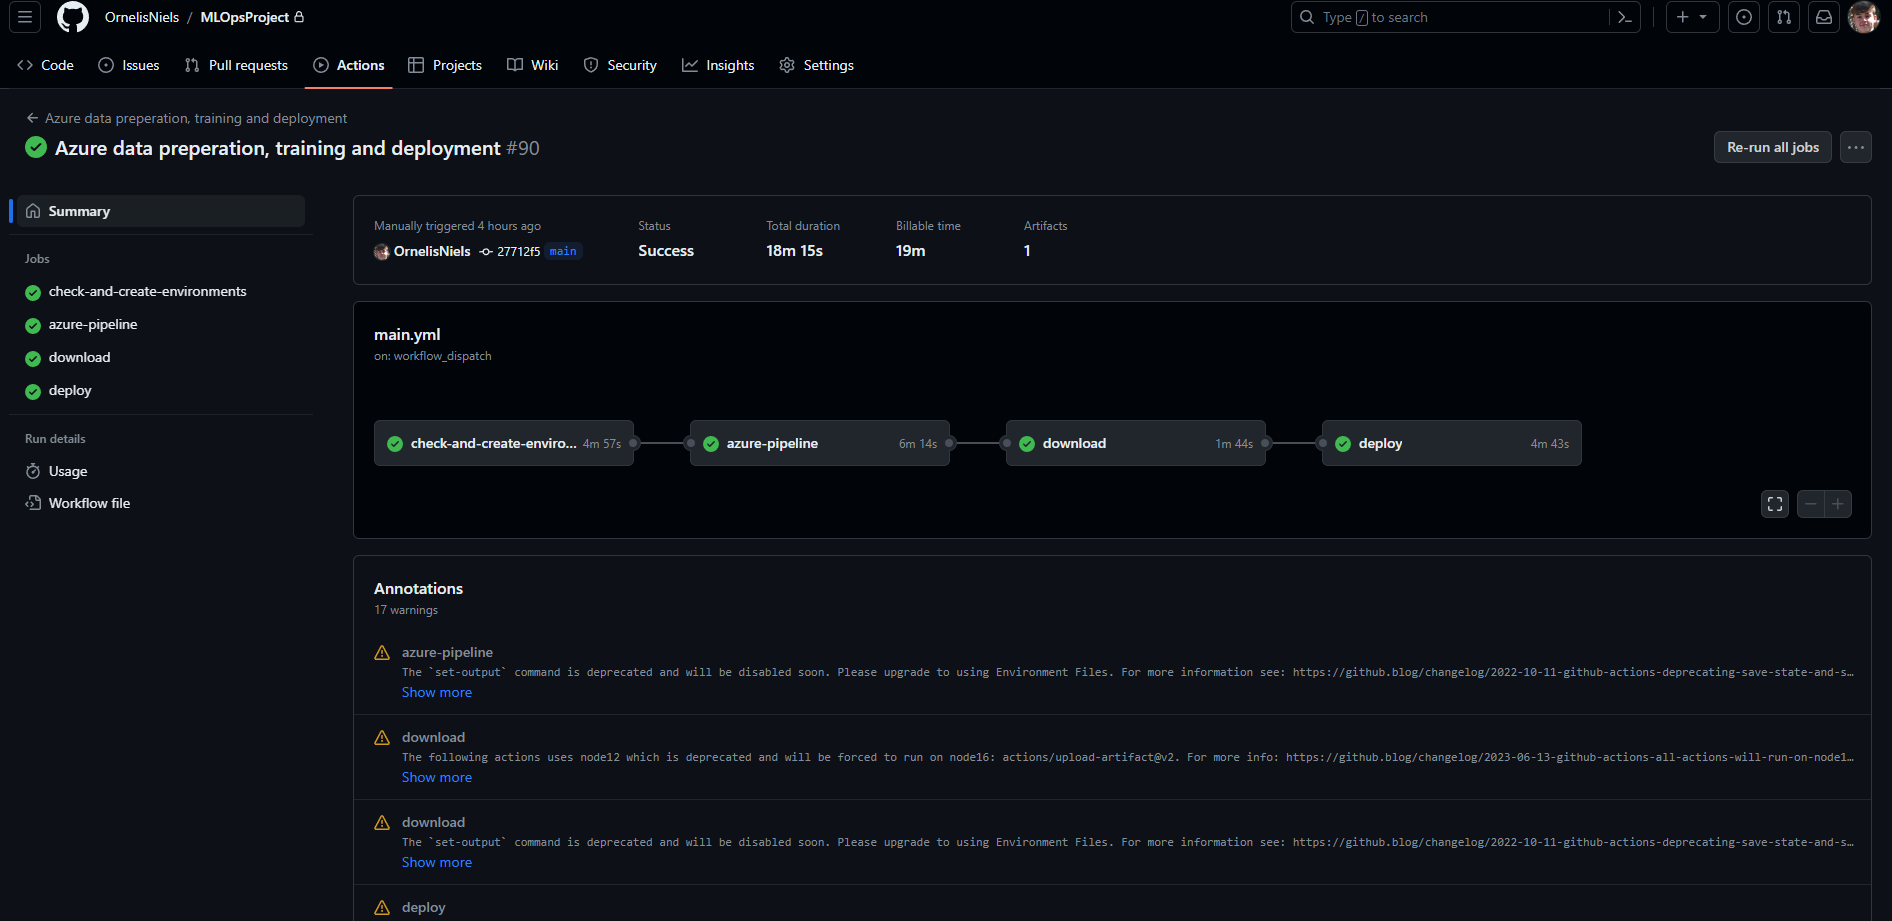 OrnelisNiels / MLOpsProject
Type / to search
Code
Issues
Pull requests
Actions
Projects
Wiki
Security
Insights
Settings
Azure data preperation, training and deployment
Azure data preperation, training and deployment #90
Re-run all jobs
Summary
Jobs
check-and-create-environments
azure-pipeline
download
deploy
Run details
Usage
Workflow file
Manually triggered 4 hours ago
OrnelisNiels 27712f5 main
Status
Success
Total duration
18m 15s
Billable time
19m
Artifacts
1
main.yml
on: workflow_dispatch
check-and-create-enviro... 4m 57s
azure-pipeline 6m 14s
download 1m 44s
deploy 4m 43s
Annotations
17 warnings
azure-pipeline
The `set-output` command is deprecated and will be disabled soon. Please upgrade to using Environment Files. For more information see: https://github.blog/changelog/2022-10-11-github-actions-deprecating-save-state-and-s…
Show more
download
The following actions uses node12 which is deprecated and will be forced to run on node16: actions/upload-artifact@v2. For more info: https://github.blog/changelog/2023-06-13-github-actions-all-actions-will-run-on-node1…
Show more
download
The `set-output` command is deprecated and will be disabled soon. Please upgrade to using Environment Files. For more information see: https://github.blog/changelog/2022-10-11-github-actions-deprecating-save-state-and-s…
Show more
deploy